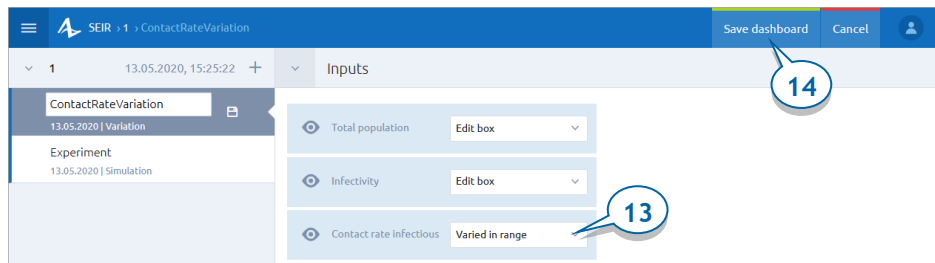 SEIR › 1 › ContactRateVariation
Save dashboard
Cancel
1
13.05.2020, 15:25:22 +
Inputs
14
ContactRateVariation
13.05.2020 | Variation
Experiment
13.05.2020 | Simulation
Total population
Edit box
Infectivity
Edit box
13
Contact rate infectious
Varied in range